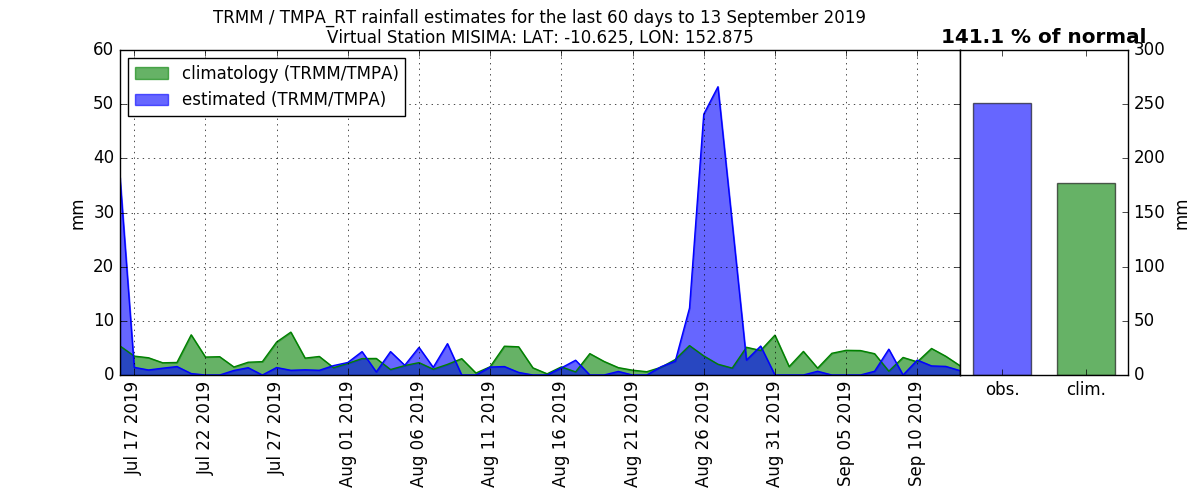 TRMM / TMPA_RT rainfall estimates for the last 60 days to 13 September 2019
Virtual Station MISIMA: LAT: -10.625, LON: 152.875
141.1 % of normal
climatology (TRMM/TMPA)
estimated (TRMM/TMPA)
60
50
40
30
20
10
0
mm
300
250
200
150
100
50
0
mm
Jul 17 2019
Jul 22 2019
Jul 27 2019
Aug 01 2019
Aug 06 2019
Aug 11 2019
Aug 16 2019
Aug 21 2019
Aug 26 2019
Aug 31 2019
Sep 05 2019
Sep 10 2019
obs.
clim.